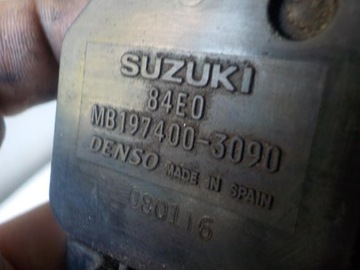 SUZUKI
84E0
MB197400-3090
DENSO MADE IN SPAIN
080116